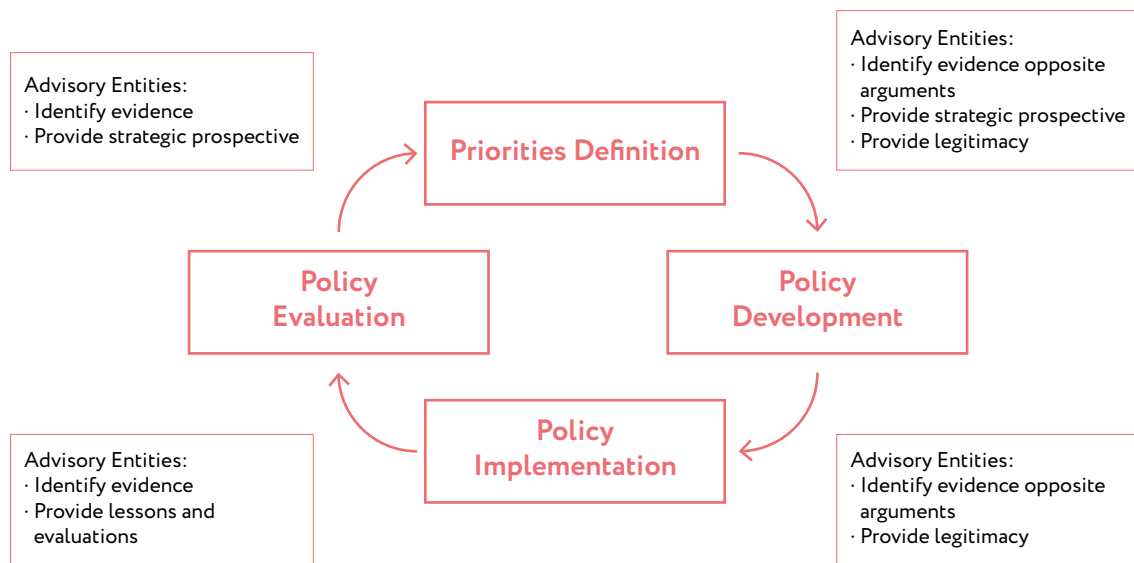 Advisory Entities:
· Identify evidence
· Provide strategic prospective
Advisory Entities:
· Identify evidence opposite
arguments
· Provide strategic prospective
· Provide legitimacy
Priorities Definition
Policy
Evaluation
Policy
Development
Policy
Implementation
Advisory Entities:
· Identify evidence
· Provide lessons and
evaluations
Advisory Entities:
· Identify evidence opposite
arguments
· Provide legitimacy